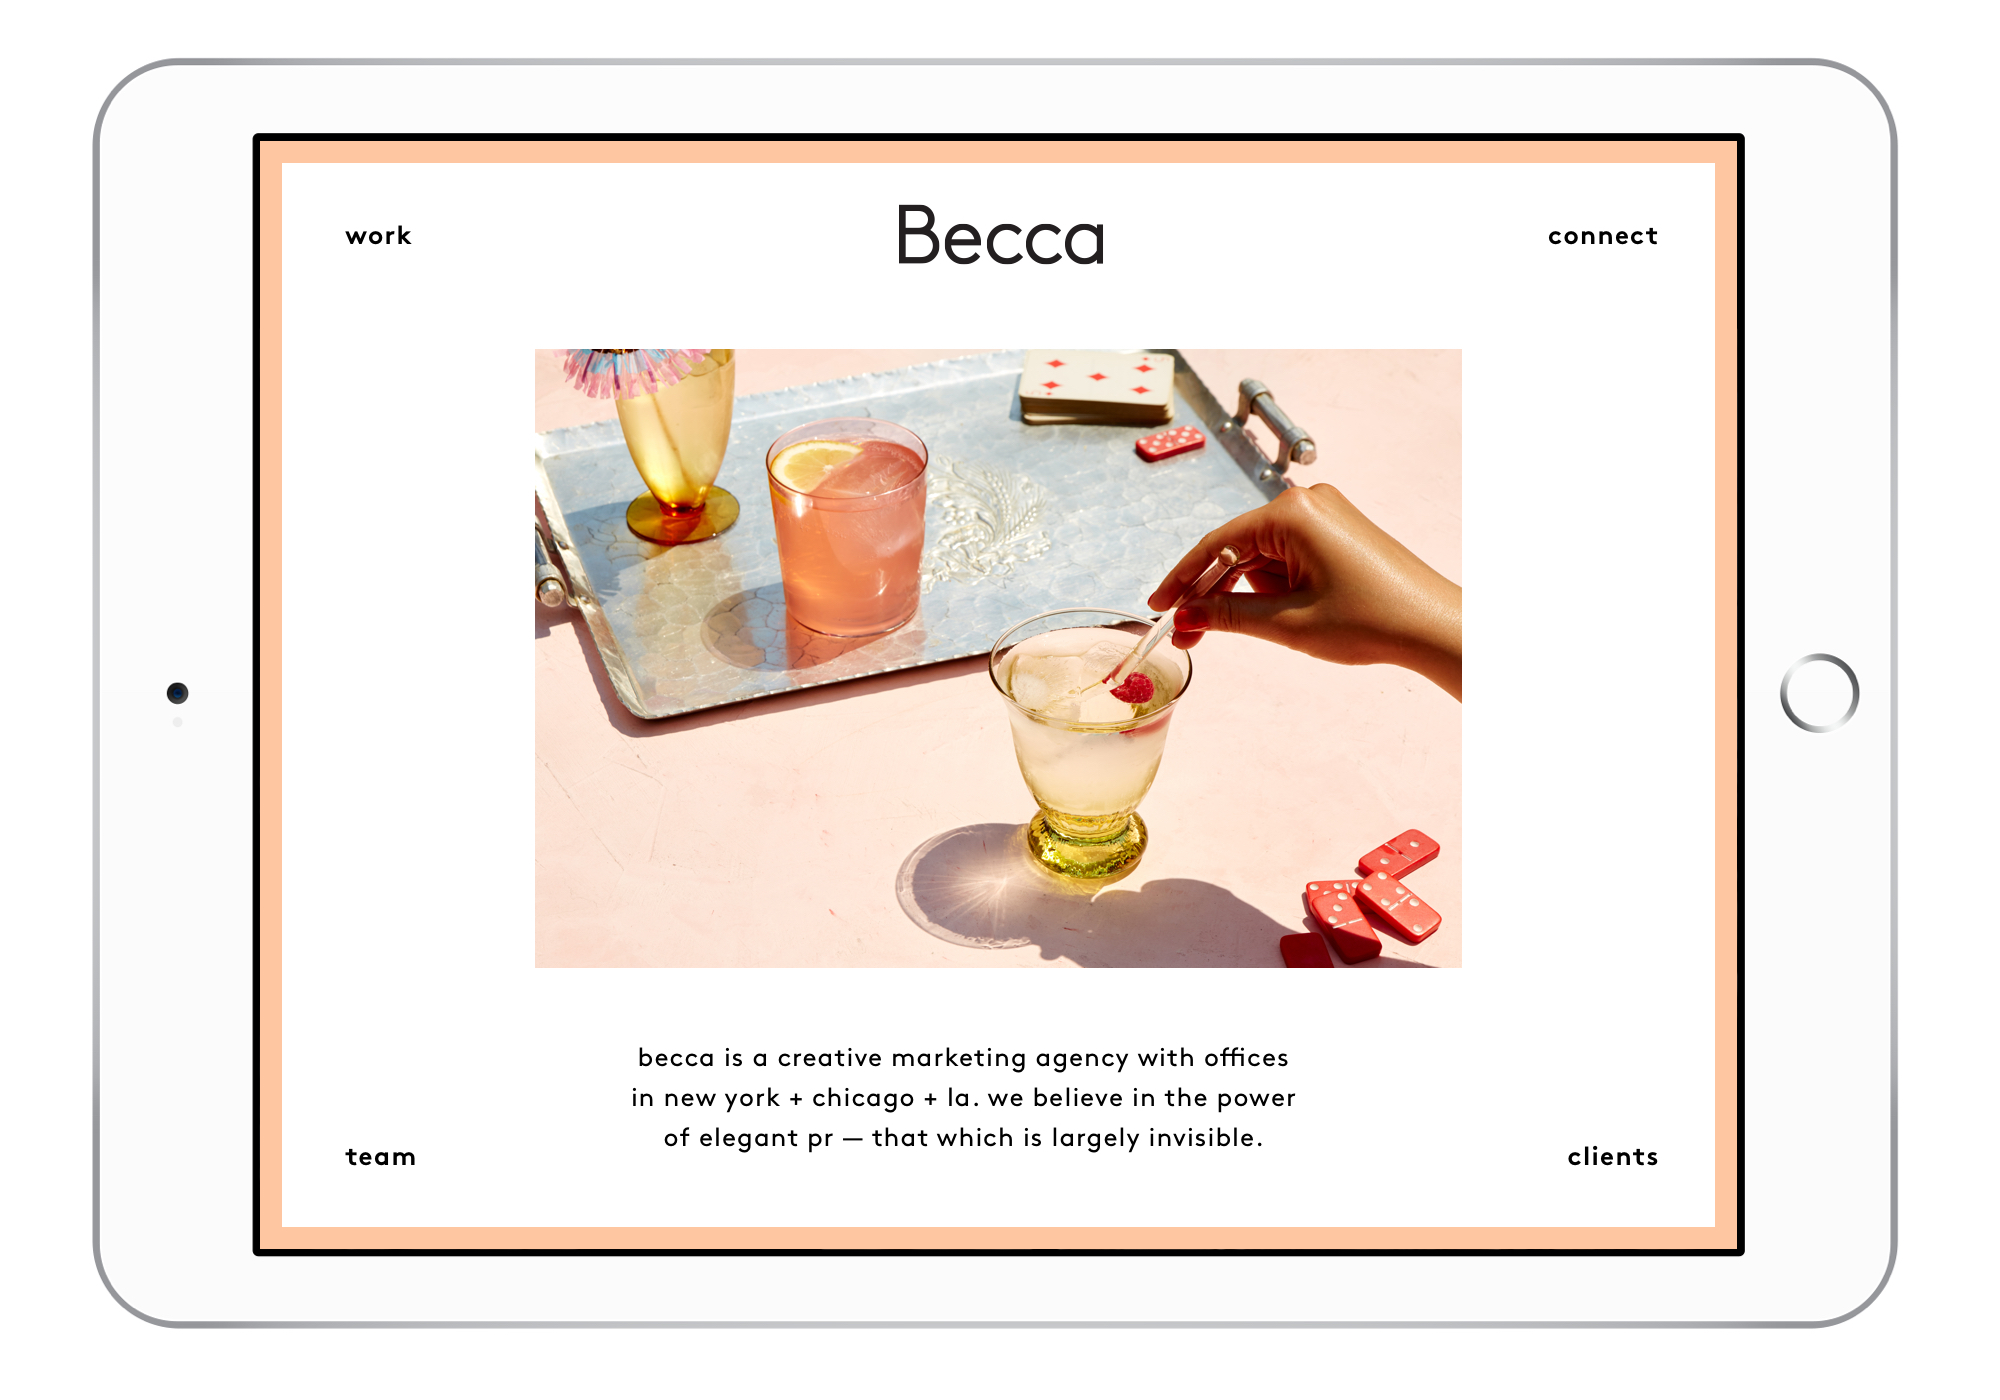 work
Becca
connect
becca is a creative marketing agency with offices
in new york + chicago + la. we believe in the power
of elegant pr — that which is largely invisible.
team
clients